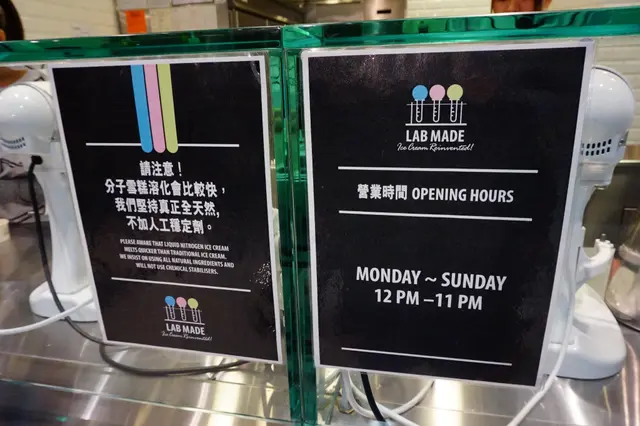 請注意！
分子雪糕溶化會比較快，
我們堅持真正全天然，
不加人工穩定劑。
PLEASE AWARE THAT LIQUID NITROGEN ICE CREAM
MELTS QUICKER THAN TRADITIONAL ICE CREAM.
WE INSIST ON USING ALL NATURAL INGREDIENTS AND
WILL NOT USE CHEMICAL STABILISERS.
LAB MADE
Ice Cream Reinvented!
LAB MADE
Ice Cream Reinvented!
營業時間 OPENING HOURS
MONDAY ~ SUNDAY
12 PM –11 PM